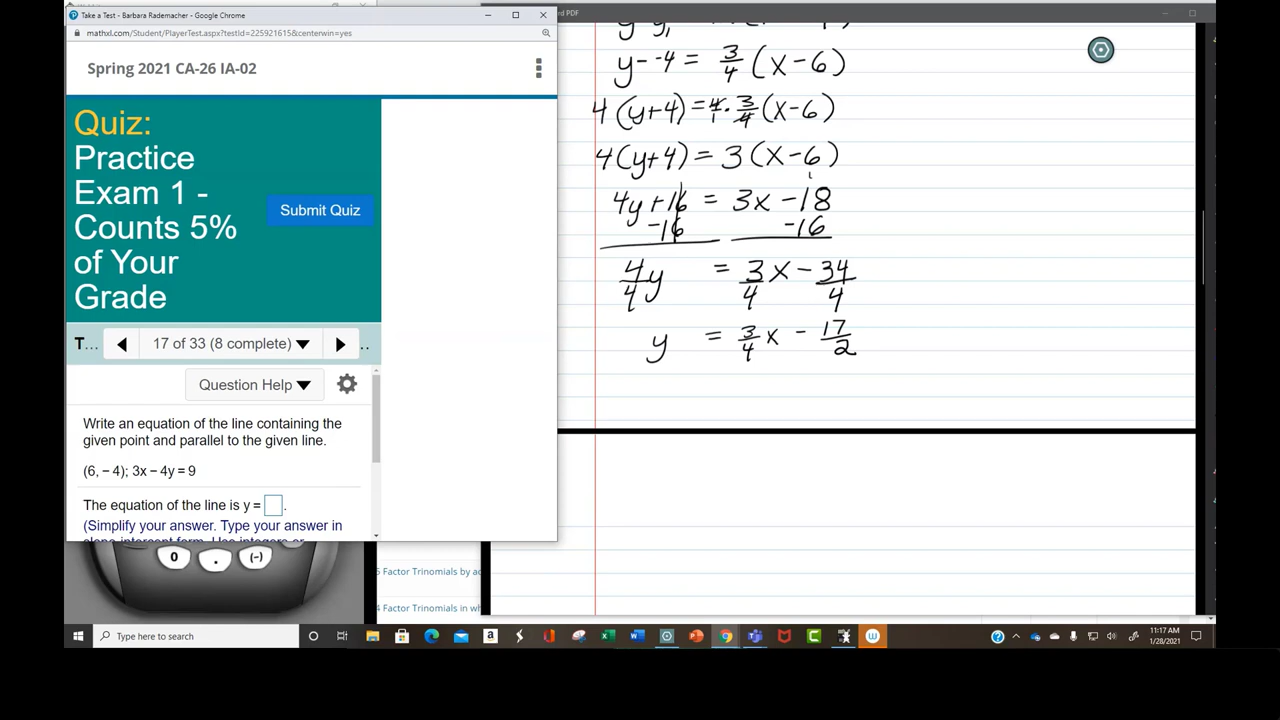 Take a Test - Barbara Rademacher - Google Chrome
mathxl.com/Student/PlayerTest.aspx?testId=225921615&centerwin=yes
Spring 2021 CA-26 IA-02
Quiz:
Practice
Exam 1 -
Counts 5%
of Your
Grade
Submit Quiz
T...
17 of 33 (8 complete)
..
Question Help
Write an equation of the line containing the
given point and parallel to the given line.
(6, − 4); 3x − 4y = 9
The equation of the line is y = .
(Simplify your answer. Type your answer in
0 . (−)
PDF
y - -4 = 3/4 (x - 6)
4(y+4) = 4/1 · 3/4 (x-6)
4(y+4) = 3(x-6)
4y+16 = 3x - 18
-16 -16
4/4 y = 3/4 x - 34/4
y = 3/4 x - 17/2
5 Factor Trinomials by
4 Factor Trinomials in
Type here to search
11:17 AM
1/28/2021